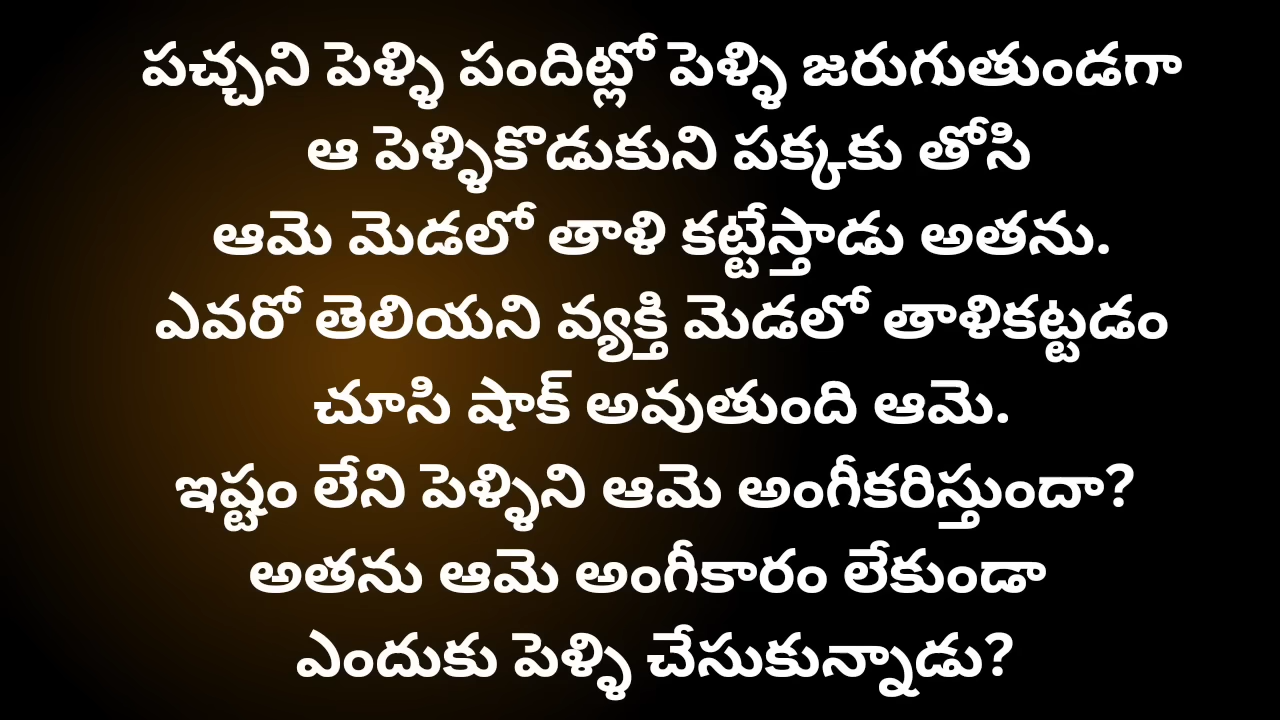 పచ్చని పెళ్ళి పందిట్లో పెళ్ళి జరుగుతుండగా
ఆ పెళ్ళికొడుకుని పక్కకు తోసి
ఆమె మెడలో తాళి కట్టేస్తాడు అతను.
ఎవరో తెలియని వ్యక్తి మెడలో తాళికట్టడం
చూసి షాక్ అవుతుంది ఆమె.
ఇష్టం లేని పెళ్ళిని ఆమె అంగీకరిస్తుందా?
అతను ఆమె అంగీకారం లేకుండా
ఎందుకు పెళ్ళి చేసుకున్నాడు?